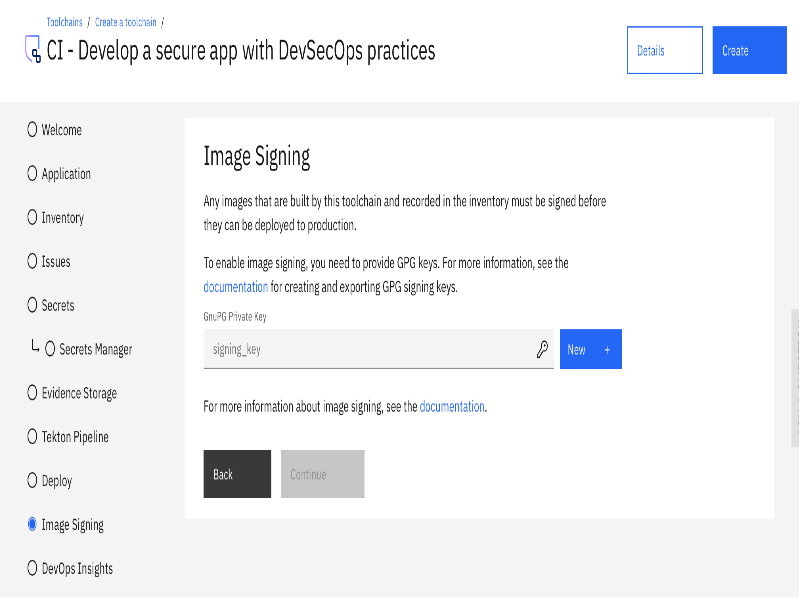 Toolchains / Create a toolchain /
CI - Develop a secure app with DevSecOps practices
Details
Create
Welcome
Application
Inventory
Issues
Secrets
Secrets Manager
Evidence Storage
Tekton Pipeline
Deploy
Image Signing
DevOps Insights
Image Signing
Any images that are built by this toolchain and recorded in the inventory must be signed before
they can be deployed to production.
To enable image signing, you need to provide GPG keys. For more information, see the
documentation for creating and exporting GPG signing keys.
GnuPG Private Key
signing_key
New +
For more information about image signing, see the documentation.
Back
Continue